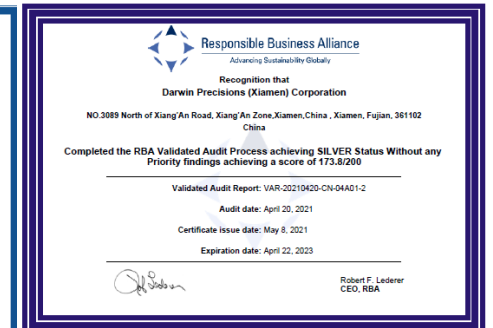 Responsible Business Alliance
Advancing Sustainability Globally
Recognition that
Darwin Precisions (Xiamen) Corporation
NO.3089 North of Xiang'An Road, Xiang'An Zone,Xiamen,China , Xiamen, Fujian, 361102
China
Completed the RBA Validated Audit Process achieving SILVER Status Without any
Priority findings achieving a score of 173.8/200
Validated Audit Report: VAR-20210420-CN-04A01-2
Audit date: April 20, 2021
Certificate issue date: May 8, 2021
Expiration date: April 22, 2023
Robert F. Lederer
CEO, RBA